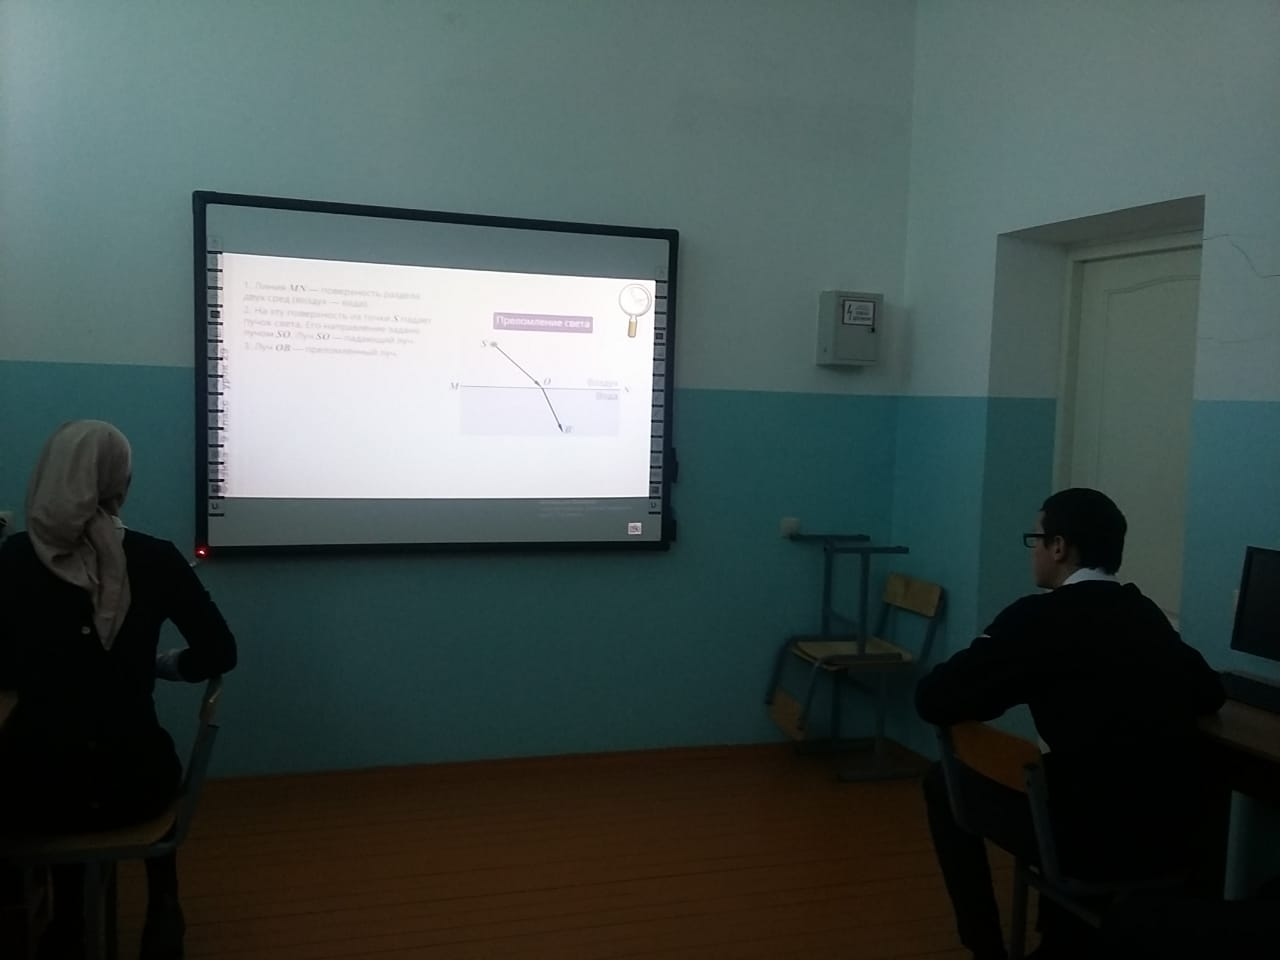 1. Линия MN — поверхность раздела
двух сред (воздух — вода).
2. На эту поверхность из точки S падает
пучок света. Его направление задано
лучом SO. Луч SO — падающий луч.
3. Луч OB — преломлённый луч.
Преломление света
S
M
O
Воздух
N
Вода
B